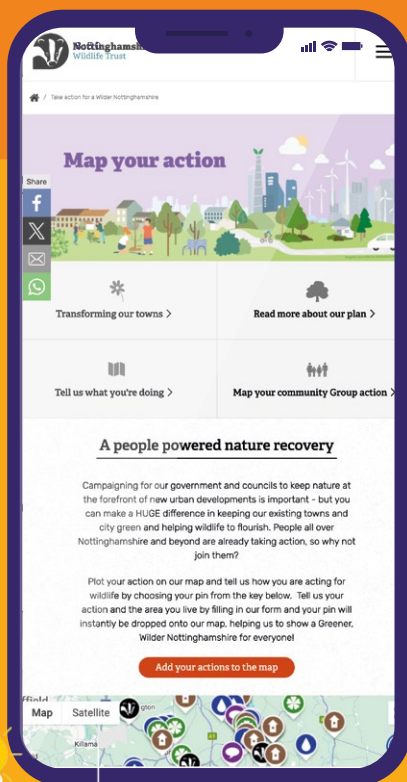 Nottinghamsh
Wildlife Trust
/ Take action for a Wilder Nottinghamshire
Map your action
Share
Transforming our towns >
Read more about our plan >
Tell us what you're doing >
Map your community Group action >
A people powered nature recovery
Campaigning for our government and councils to keep nature at
the forefront of new urban developments is important - but you
can make a HUGE difference in keeping our existing towns and
city green and helping wildlife to flourish. People all over
Nottinghamshire and beyond are already taking action, so why not
join them?
Plot your action on our map and tell us how you are acting for
wildlife by choosing your pin from the key below. Tell us your
action and the area you live by filling in our form and your pin will
instantly be dropped onto our map, helping us to show a Greener,
Wilder Nottinghamshire for everyone!
Add your actions to the map
ffield
Map
Satellite
gton
Killama